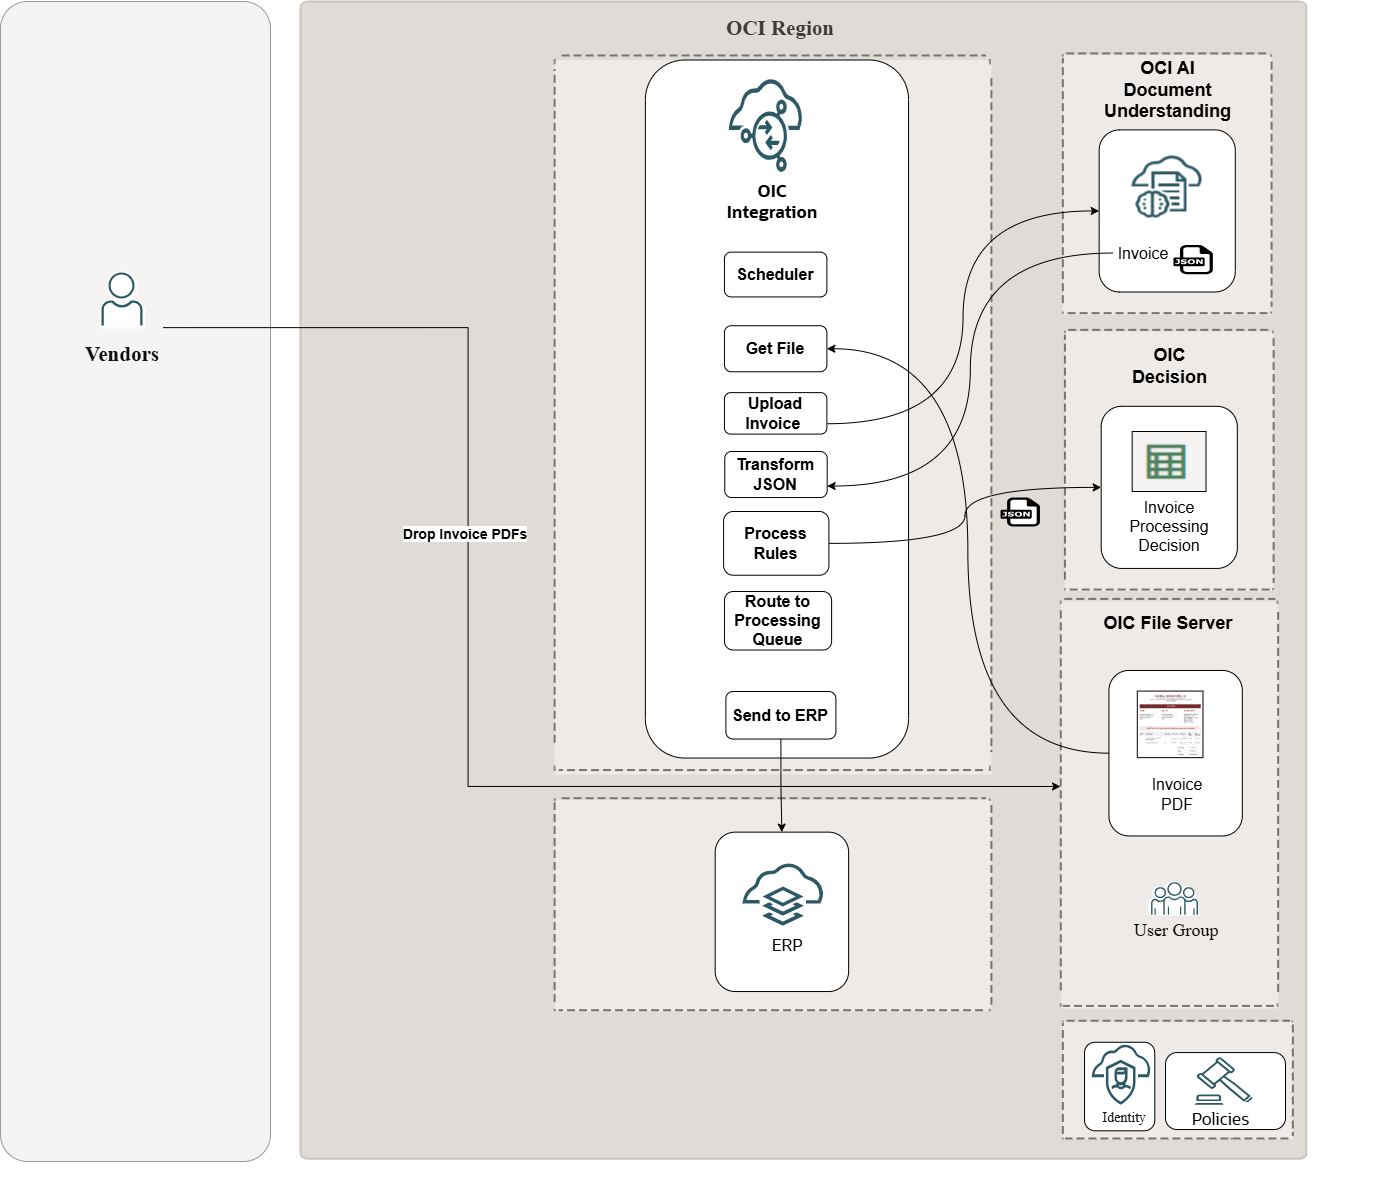 OCI Region
Vendors
Drop Invoice PDFs
OIC
Integration
Scheduler
Get File
Upload
Invoice
Transform
JSON
Process
Rules
Route to
Processing
Queue
Send to ERP
ERP
OCI AI
Document
Understanding
Invoice
JSON
OIC
Decision
JSON
Invoice
Processing
Decision
OIC File Server
Invoice
PDF
User Group
Identity
Policies